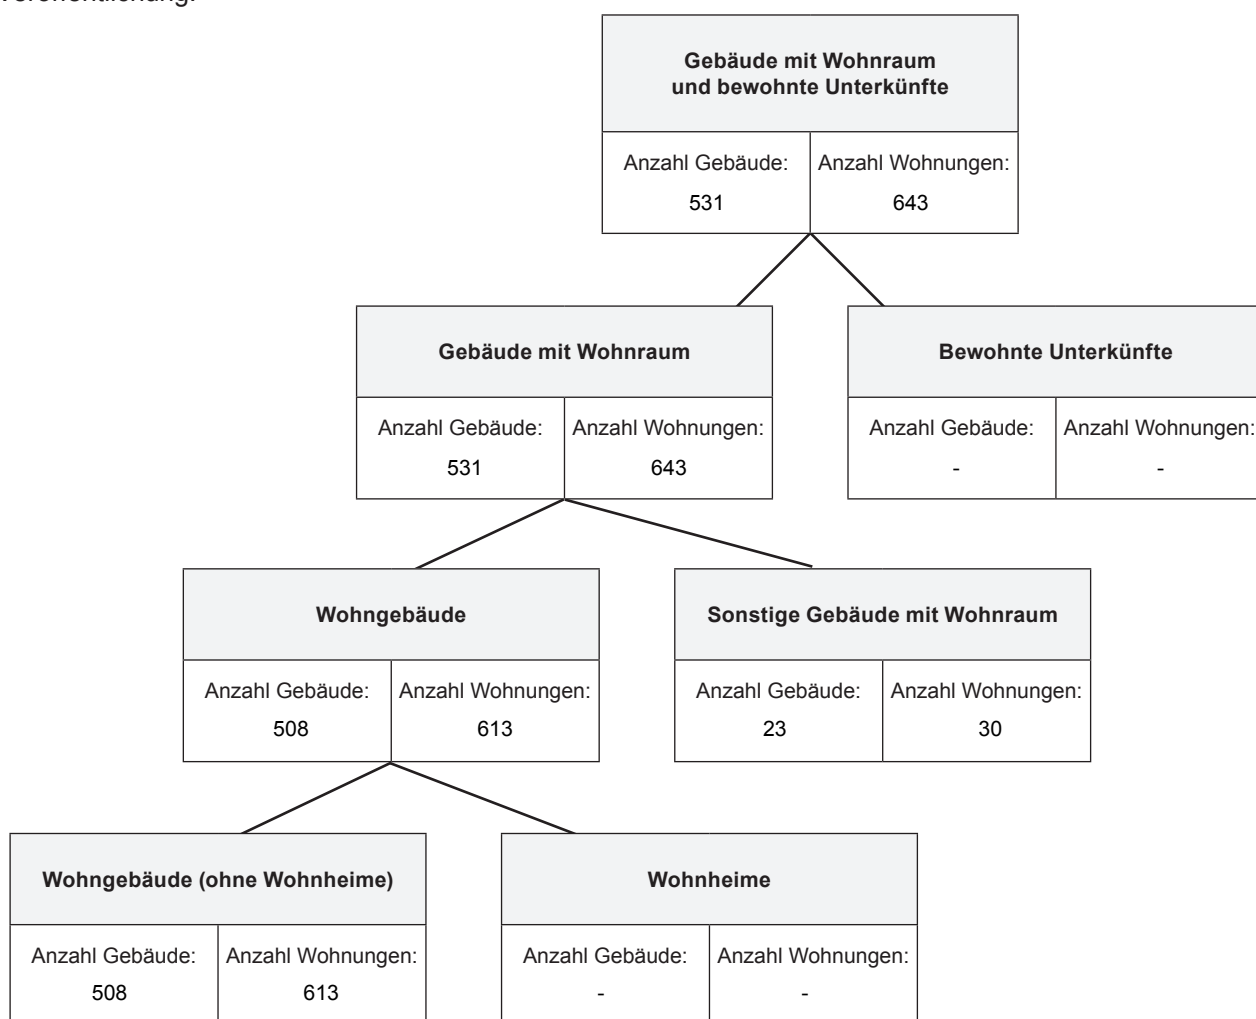 Veröffentlichung.
Gebäude mit Wohnraum
und bewohnte Unterkünfte
Anzahl Gebäude: Anzahl Wohnungen:
531 643
Gebäude mit Wohnraum Bewohnte Unterkünfte
Anzahl Gebäude: Anzahl Wohnungen: Anzahl Gebäude: Anzahl Wohnungen:
531 643 - -
Wohngebäude Sonstige Gebäude mit Wohnraum
Anzahl Gebäude: Anzahl Wohnungen: Anzahl Gebäude: Anzahl Wohnungen:
508 613 23 30
Wohngebäude (ohne Wohnheime) Wohnheime
Anzahl Gebäude: Anzahl Wohnungen: Anzahl Gebäude: Anzahl Wohnungen:
508 613 - -